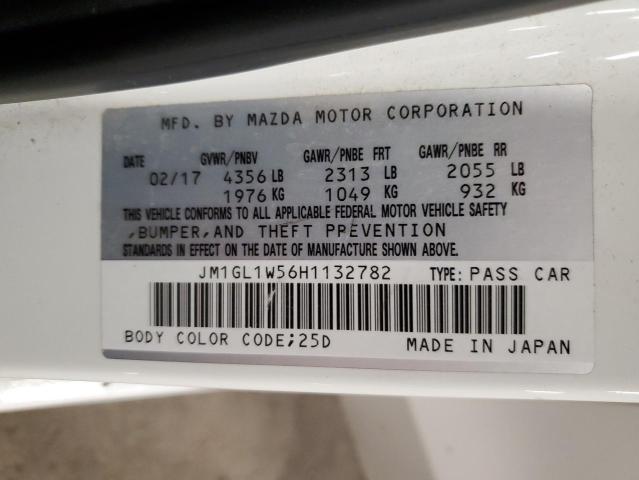 MFD. BY MAZDA MOTOR CORPORATION
DATE GVWR/PNBV GAWR/PNBE FRT GAWR/PNBE RR
02/17 4356 LB 2313 LB 2055 LB
1976 KG 1049 KG 932 KG
THIS VEHICLE CONFORMS TO ALL APPLICABLE FEDERAL MOTOR VEHICLE SAFETY
,BUMPER,AND THEFT PREVENTION
STANDARDS IN EFFECT ON THE DATE OF MANUFACTURE SHOWN ABOVE.
JM1GL1W56H1132782 TYPE: PASS CAR
BODY COLOR CODE;25D MADE IN JAPAN